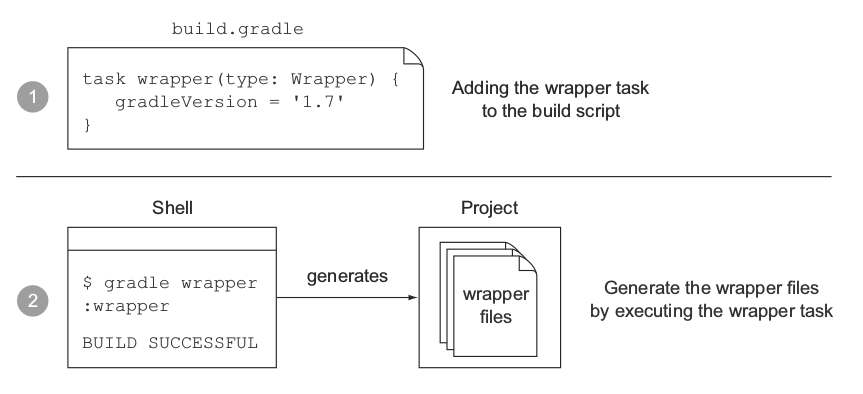 build.gradle
1
task wrapper(type: Wrapper) {
gradleVersion = '1.7'
}
Adding the wrapper task
to the build script
Shell
Project
2
$ gradle wrapper
:wrapper
BUILD SUCCESSFUL
generates
wrapper
files
Generate the wrapper files
by executing the wrapper task